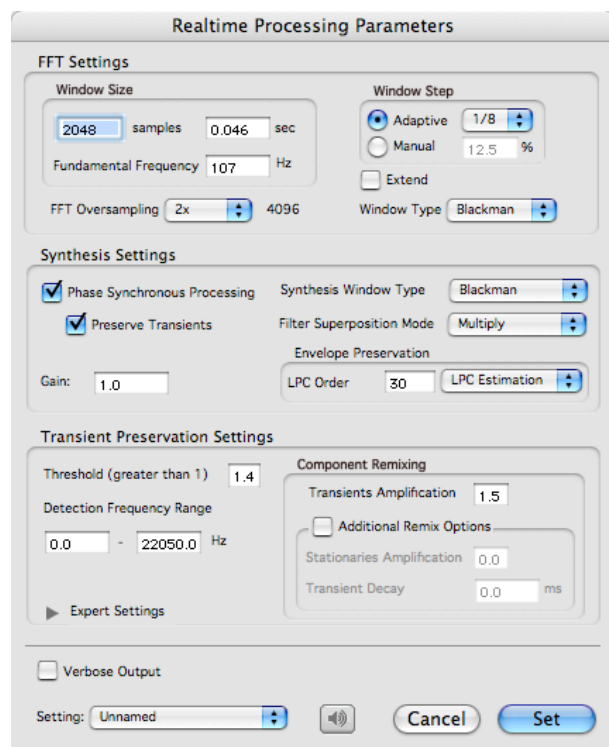 Realtime Processing Parameters
FFT Settings
Window Size
2048 samples 0.046 sec
Fundamental Frequency 107 Hz
Window Step
Adaptive 1/8
Manual 12.5 %
Extend
FFT Oversampling 2x 4096
Window Type Blackman
Synthesis Settings
Phase Synchronous Processing
Preserve Transients
Gain: 1.0
Synthesis Window Type Blackman
Filter Superposition Mode Multiply
Envelope Preservation
LPC Order 30 LPC Estimation
Transient Preservation Settings
Threshold (greater than 1) 1.4
Detection Frequency Range
0.0 - 22050.0 Hz
Expert Settings
Component Remixing
Transients Amplification 1.5
Additional Remix Options
Stationaries Amplification 0.0
Transient Decay 0.0 ms
Verbose Output
Setting: Unnamed
Cancel
Set